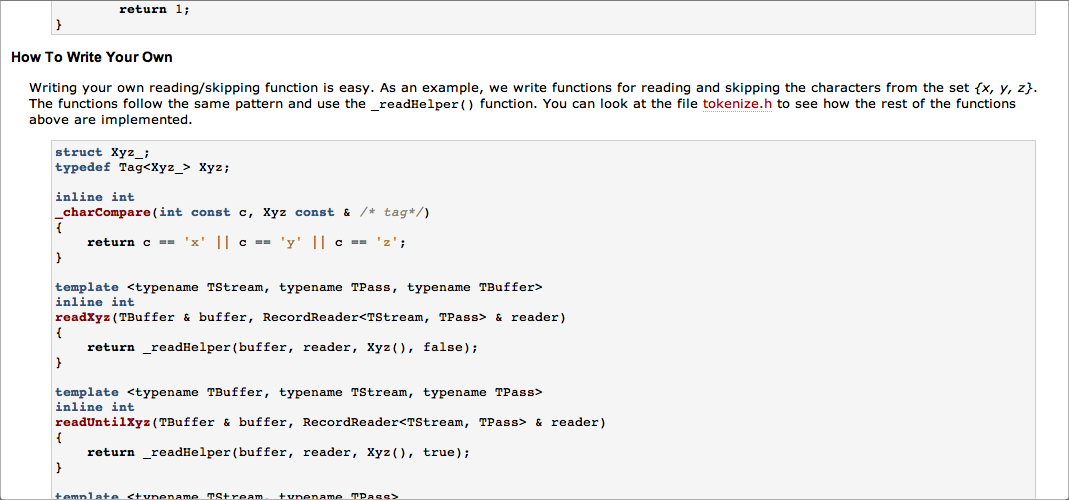 return 1;
}
How To Write Your Own
Writing your own reading/skipping function is easy. As an example, we write functions for reading and skipping the characters from the set {x, y, z}.
The functions follow the same pattern and use the _readHelper() function. You can look at the file tokenize.h to see how the rest of the functions
above are implemented.
struct Xyz_;
typedef Tag<Xyz_> Xyz;
inline int
_charCompare(int const c, Xyz const & /* tag*/)
{
return c == 'x' || c == 'y' || c == 'z';
}
template <typename TStream, typename TPass, typename TBuffer>
inline int
readXyz(TBuffer & buffer, RecordReader<TStream, TPass> & reader)
{
return _readHelper(buffer, reader, Xyz(), false);
}
template <typename TBuffer, typename TStream, typename TPass>
inline int
readUntilXyz(TBuffer & buffer, RecordReader<TStream, TPass> & reader)
{
return _readHelper(buffer, reader, Xyz(), true);
}
template <typename TStream, typename TPass>